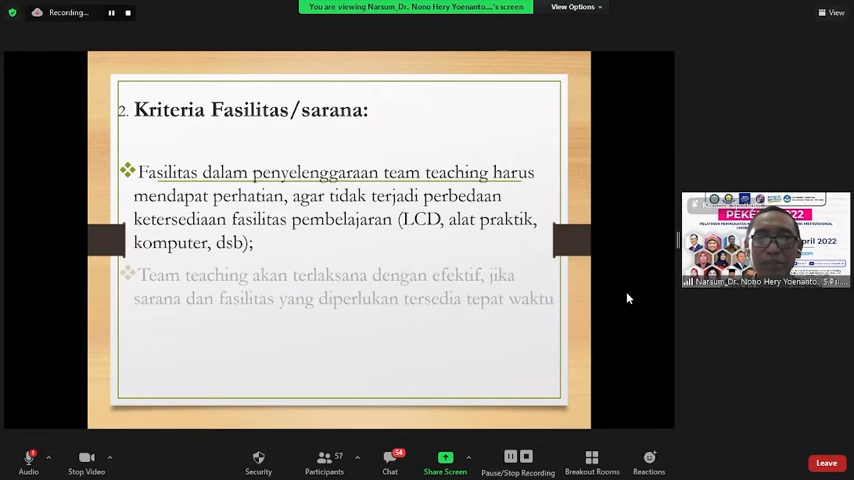 Recording...
You are viewing Narsum_Dr. Nono Hery Yoenanto....'s screen
View Options
View
2. Kriteria Fasilitas/sarana:
Fasilitas dalam penyelenggaraan team teaching harus
mendapat perhatian, agar tidak terjadi perbedaan
ketersediaan fasilitas pembelajaran (LCD, alat praktik,
komputer, dsb);
Team teaching akan terlaksana dengan efektif, jika
sarana dan fasilitas yang diperlukan tersedia tepat waktu
2022
April 2022
Narsum_Dr. Nono Hery Yoenanto, S.Psi....
Audio
Stop Video
Security
57
Participants
54
Chat
Share Screen
Pause/Stop Recording
Breakout Rooms
Reactions
Leave